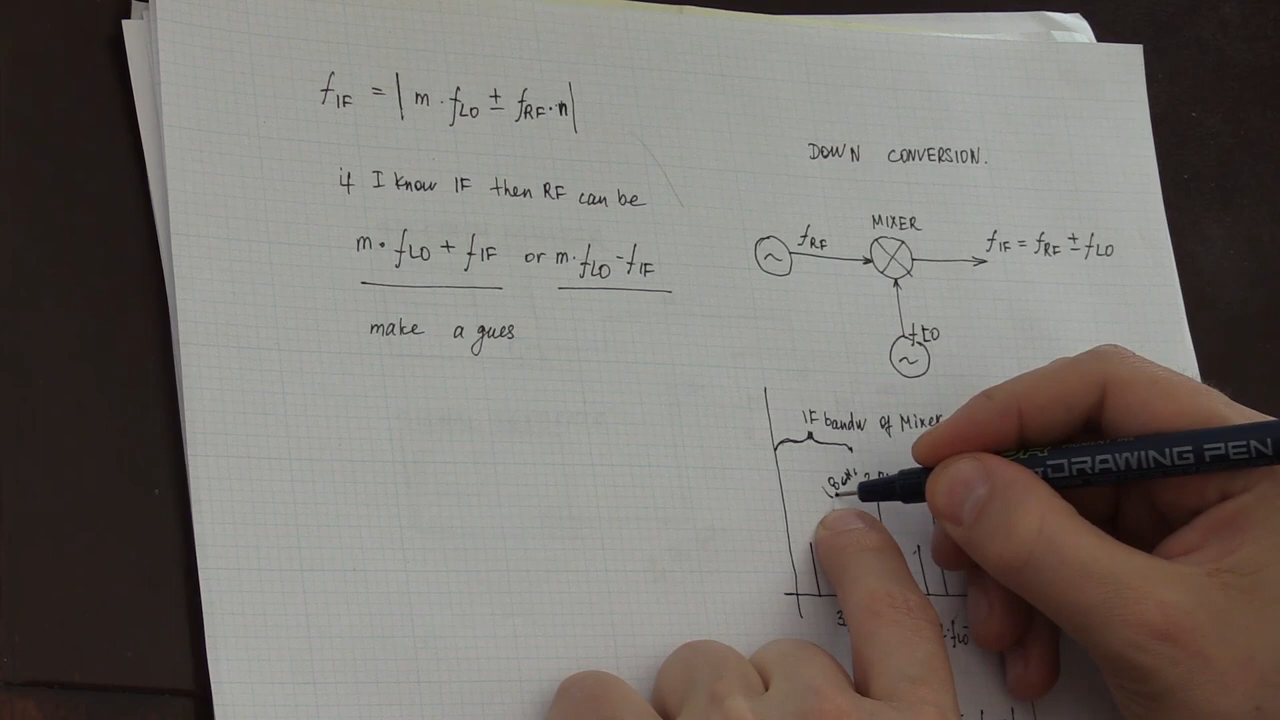 fIF = | m · fLO ± fRF · n |
if I know IF then RF can be
m · fLO + fIF or m · fLO - fIF
make a gues
DOWN CONVERSION.
MIXER
fRF
fIF = fRF ± fLO
fLO
IF bandw of Mixer
DRAWING PEN